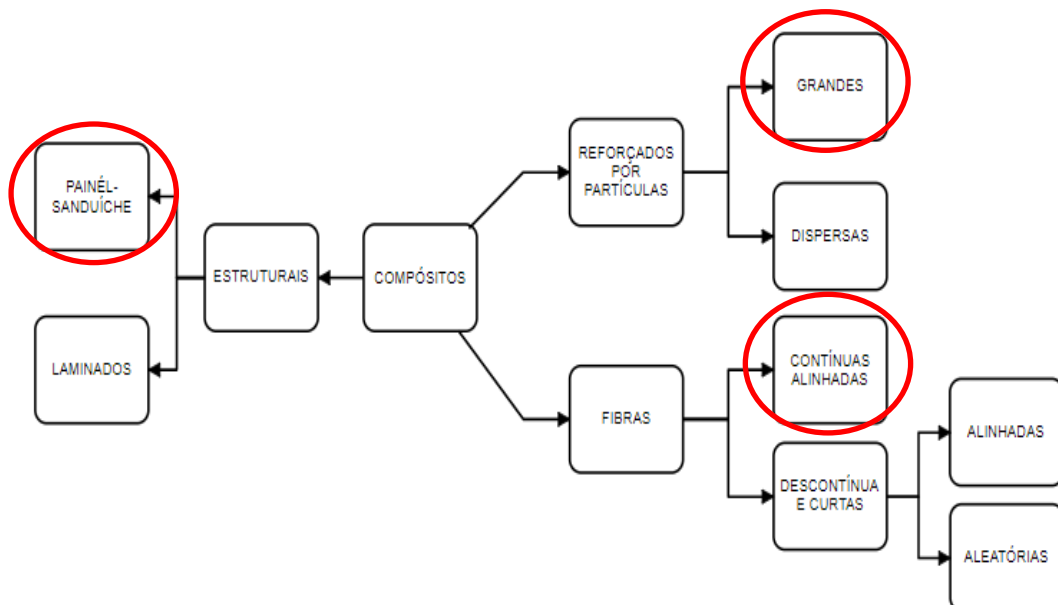 GRANDES
PAINÉL-
SANDUÍCHE
REFORÇADOS
POR
PARTÍCULAS
DISPERSAS
ESTRUTURAIS
COMPÓSITOS
LAMINADOS
CONTÍNUAS
ALINHADAS
FIBRAS
ALINHADAS
DESCONTÍNUA
E CURTAS
ALEATÓRIAS